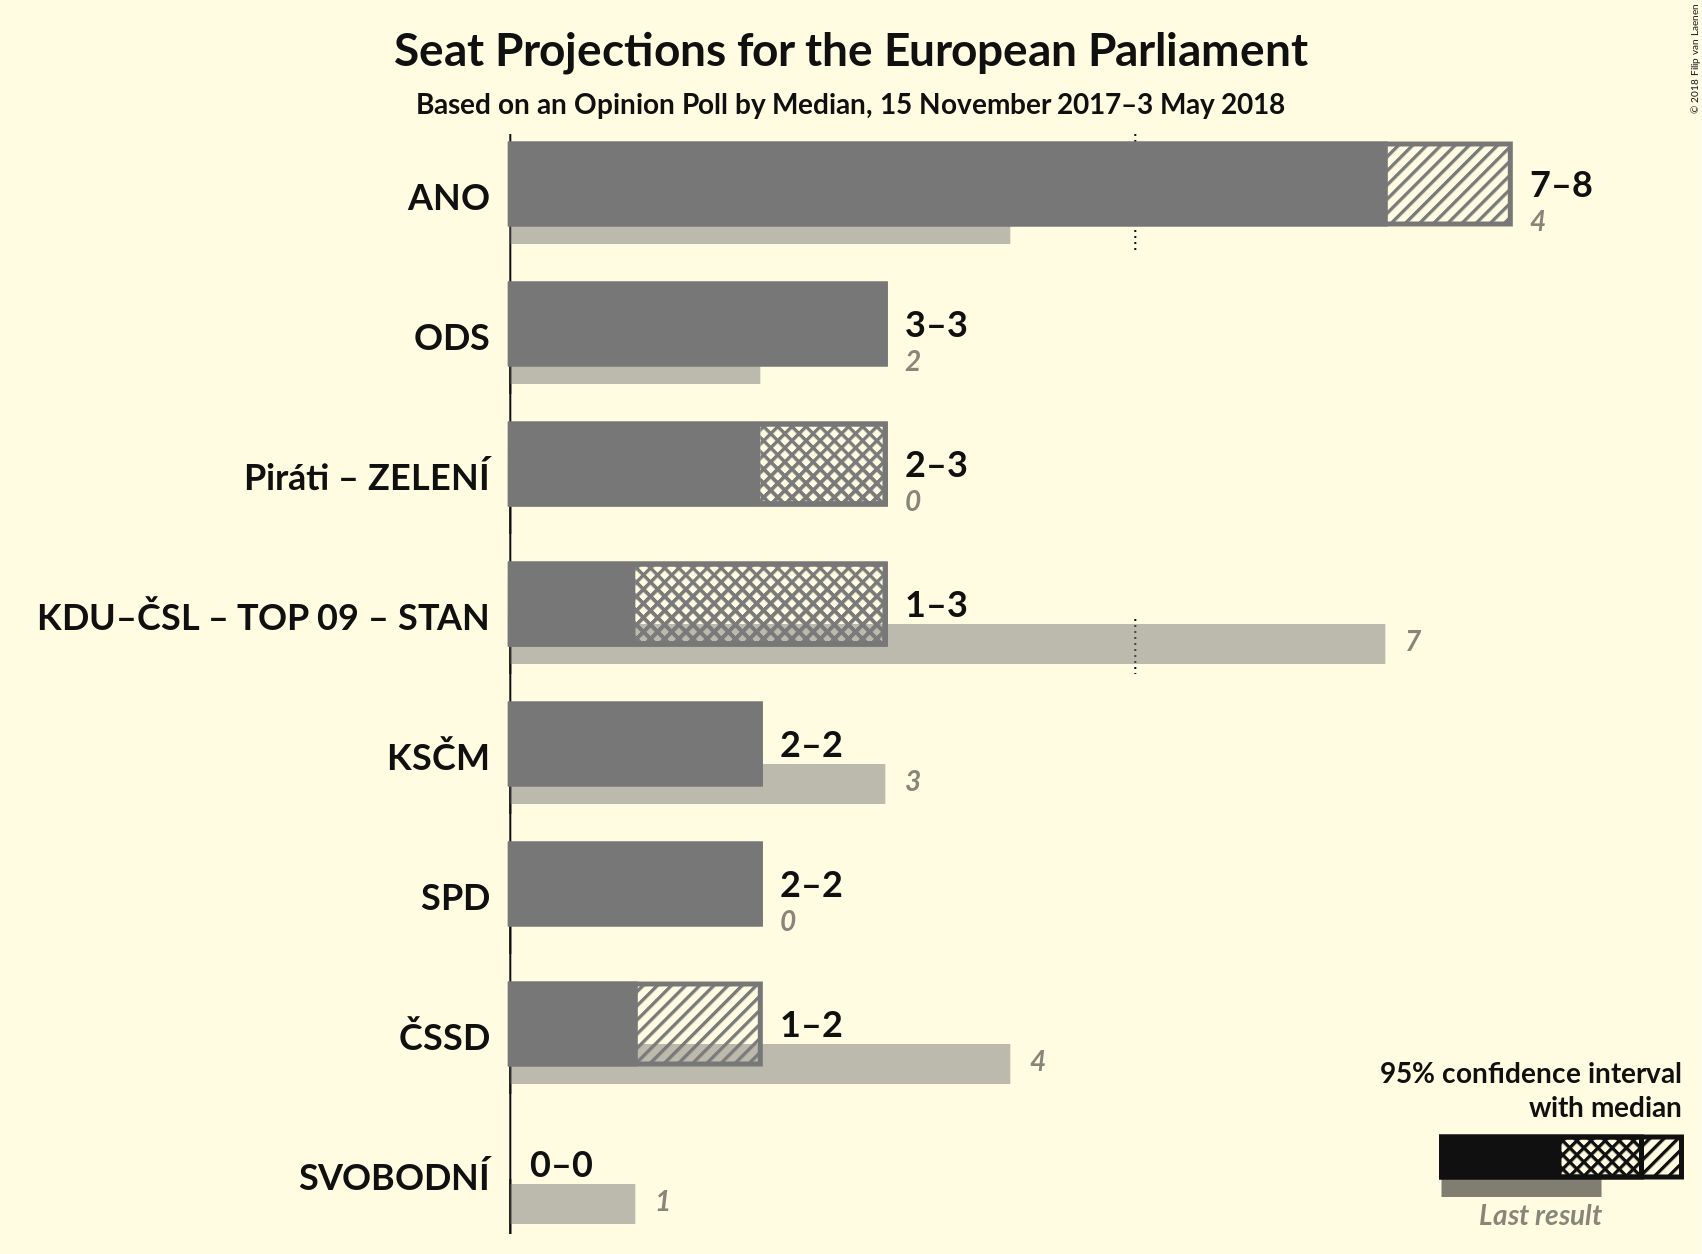 Seat Projections for the European Parliament
Based on an Opinion Poll by Median, 15 November 2017–3 May 2018
© 2018 Filip van Laenen
ANO
7–8
4
ODS
3–3
2
Piráti – ZELENÍ
2–3
0
KDU–ČSL – TOP 09 – STAN
1–3
7
KSČM
2–2
3
SPD
2–2
0
ČSSD
1–2
4
SVOBODNÍ
0–0
1
95% confidence interval
with median
Last result